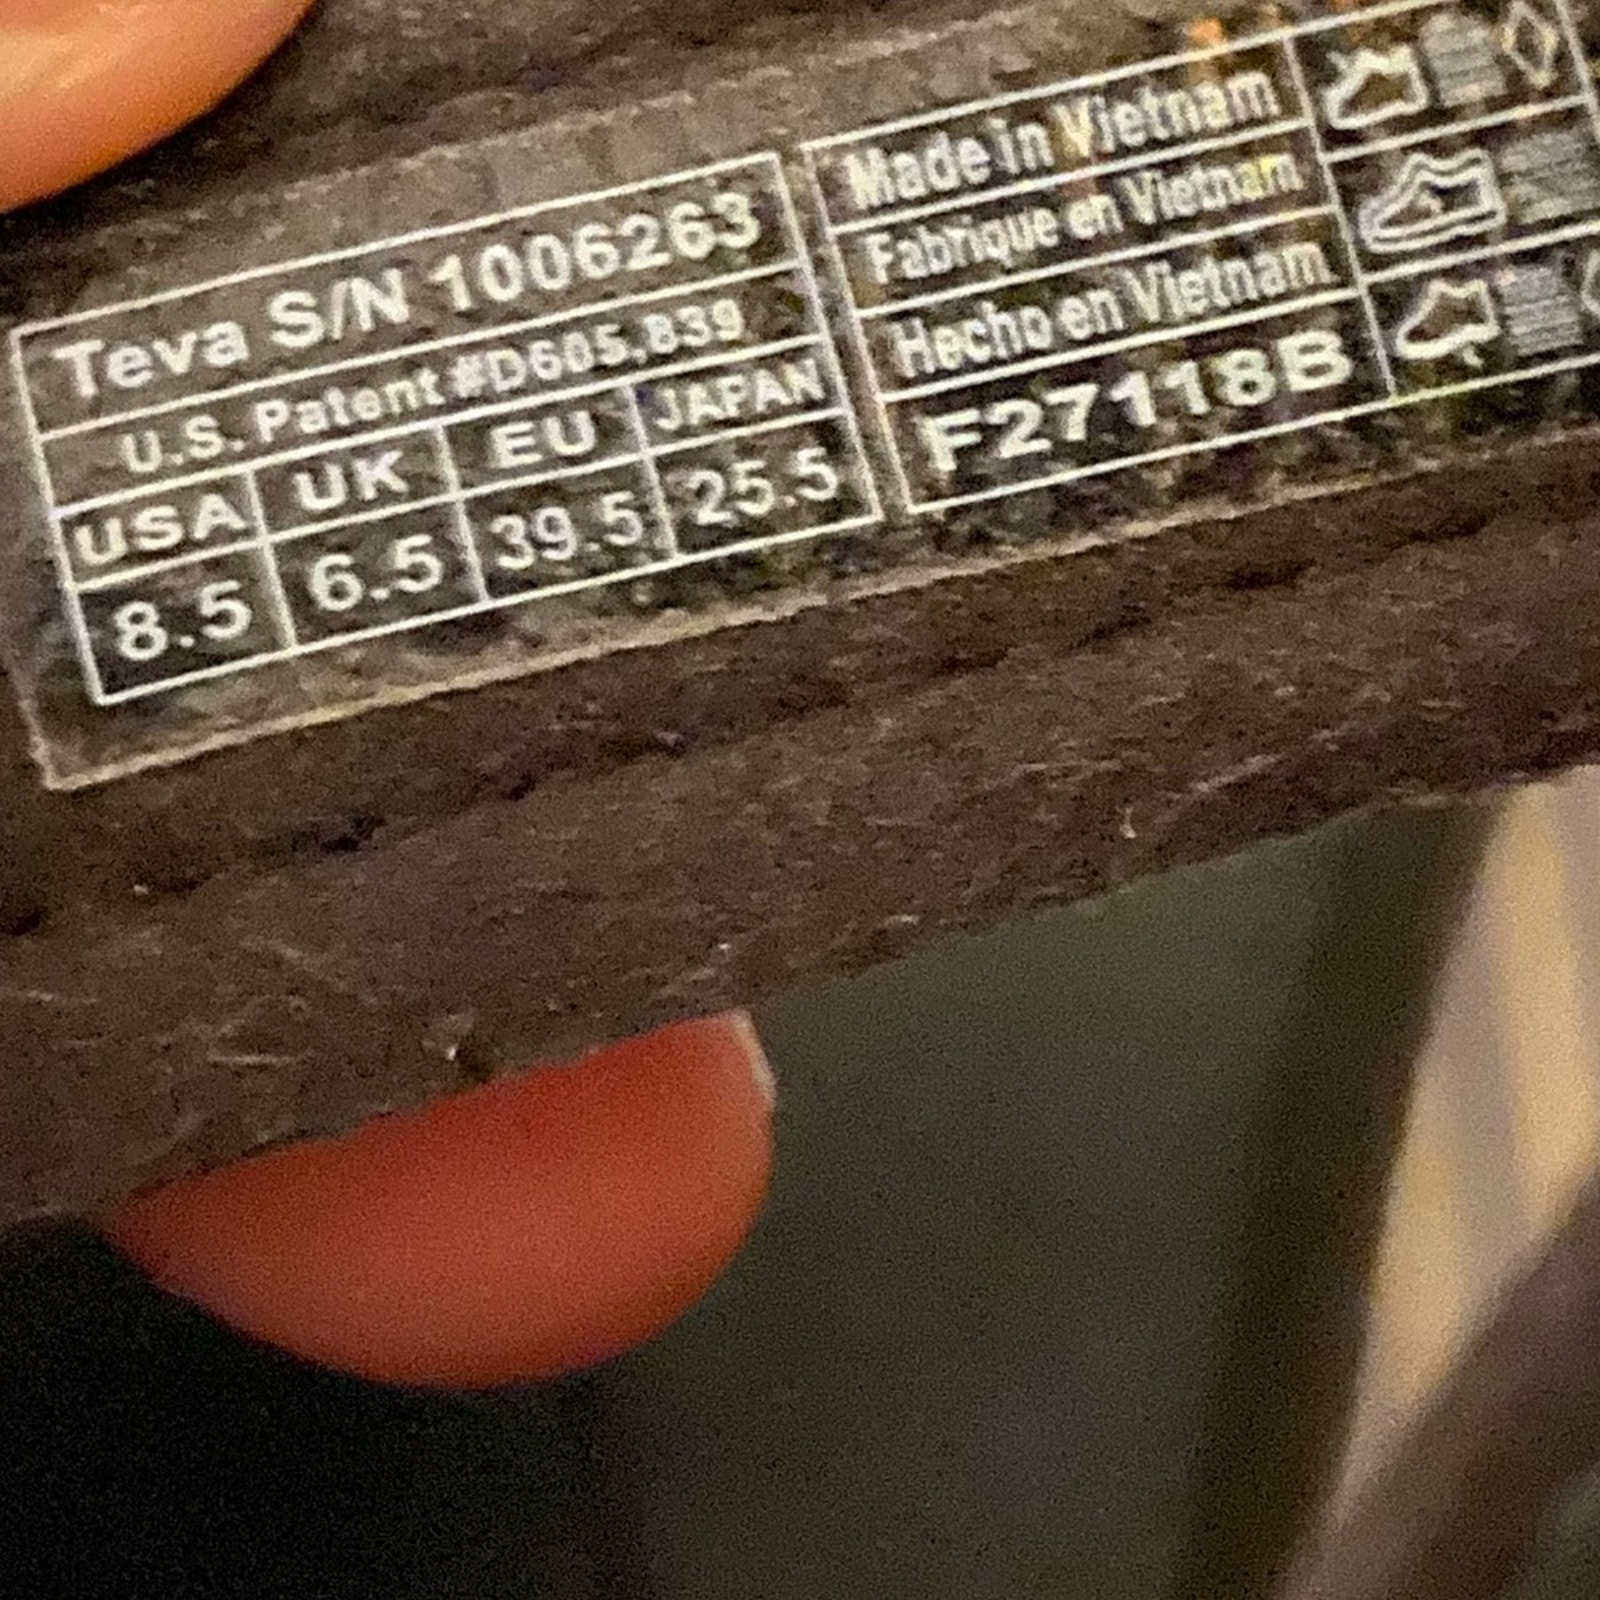 Teva S/N 1006263
U.S. Patent #D605,839
USA UK EU JAPAN
8.5 6.5 39.5 25.5
Made in Vietnam
Fabrique en Vietnam
Hecho en Vietnam
F27118B